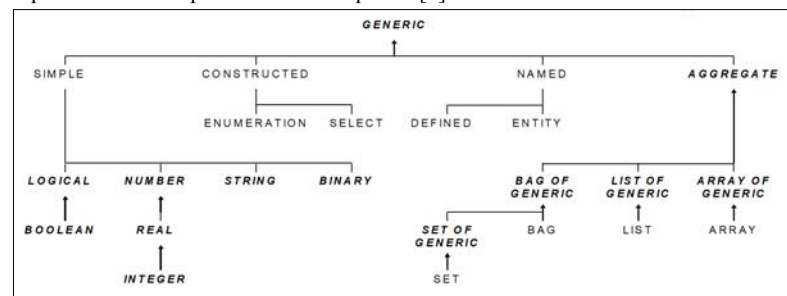 GENERIC
SIMPLE CONSTRUCTED NAMED AGGREGATE
ENUMERATION SELECT DEFINED ENTITY
LOGICAL NUMBER STRING BINARY BAG OF GENERIC LIST OF GENERIC ARRAY OF GENERIC
BOOLEAN REAL SET OF GENERIC BAG LIST ARRAY
INTEGER SET